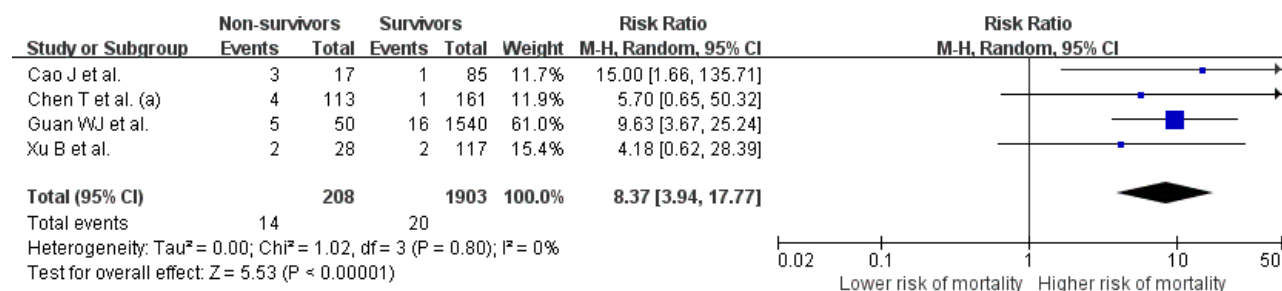 Non-survivors Survivors Risk Ratio Risk Ratio
Study or Subgroup Events Total Events Total Weight M-H, Random, 95% CI M-H, Random, 95% CI
Cao J et al. 3 17 1 85 11.7% 15.00 [1.66, 135.71]
Chen T et al. (a) 4 113 1 161 11.9% 5.70 [0.65, 50.32]
Guan WJ et al. 5 50 16 1540 61.0% 9.63 [3.67, 25.24]
Xu B et al. 2 28 2 117 15.4% 4.18 [0.62, 28.39]
Total (95% CI) 208 1903 100.0% 8.37 [3.94, 17.77]
Total events 14 20
Heterogeneity: Tau² = 0.00; Chi² = 1.02, df = 3 (P = 0.80); I² = 0%
Test for overall effect: Z = 5.53 (P < 0.00001)
0.02 0.1 1 10 50
Lower risk of mortality Higher risk of mortality